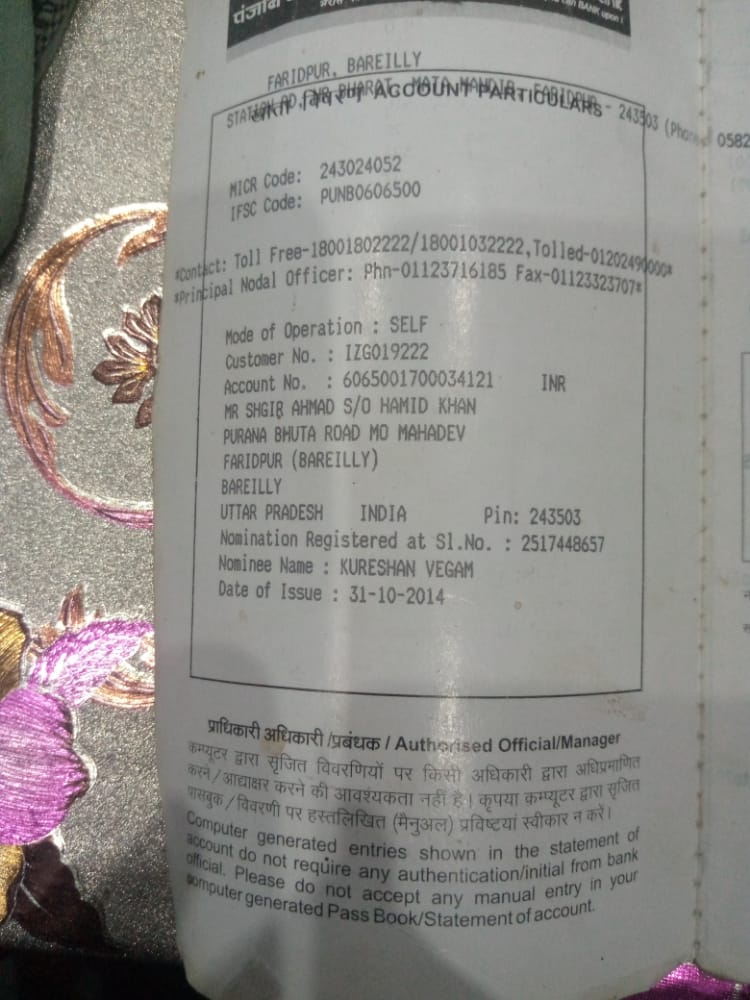 पंजाब
BANK upon !
FARIDPUR, BAREILLY
STATION RD, NR BHARAT MATA MANDIR, FARIDPUR - 243503 (Phone 0582
खाता विवरण ACCOUNT PARTICULARS
MICR Code: 243024052
IFSC Code: PUNB0606500
*Contact: Toll Free-18001802222/18001032222,Tolled-01202490000*
*Principal Nodal Officer: Phn-01123716185 Fax-01123323707*
Mode of Operation : SELF
Customer No. : IZG019222
Account No. : 6065001700034121 INR
MR SHGIR AHMAD S/O HAMID KHAN
PURANA BHUTA ROAD MO MAHADEV
FARIDPUR (BAREILLY)
BAREILLY
UTTAR PRADESH INDIA Pin: 243503
Nomination Registered at Sl.No. : 2517448657
Nominee Name : KURESHAN VEGAM
Date of Issue : 31-10-2014
प्राधिकारी अधिकारी/प्रबंधक / Authorised Official/Manager
कम्प्यूटर द्वारा सृजित विवरणियों पर किसी अधिकारी द्वारा अधिप्रमाणित
करने/आद्याक्षर करने की आवश्यकता नहीं है। कृपया कम्प्यूटर द्वारा सृजित
पासबुक/विवरणी पर हस्तलिखित (मैनुअल) प्रविष्टयां स्वीकार न करें।
Computer generated entries shown in the statement of
account do not require any authentication/initial from bank
official. Please do not accept any manual entry in your
computer generated Pass Book/Statement of account.